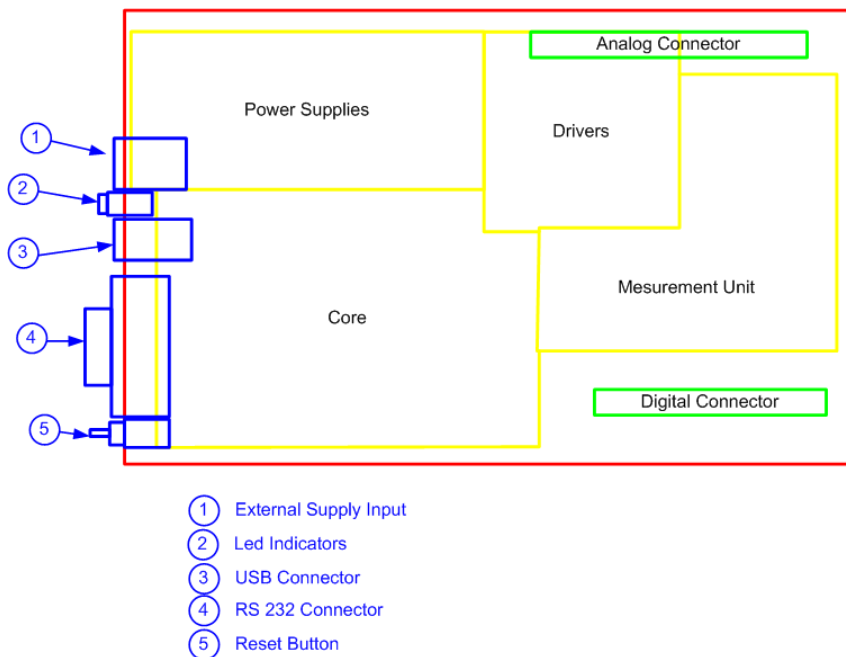 Analog Connector
Power Supplies
Drivers
1
2
3
Mesurement Unit
Core
4
Digital Connector
5
1 External Supply Input
2 Led Indicators
3 USB Connector
4 RS 232 Connector
5 Reset Button